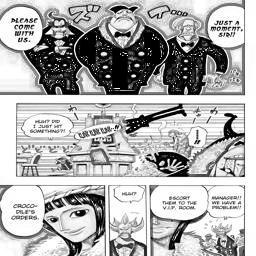 JUST A
MOMENT,
SIR!!
PLEASE
COME
WITH
US.
HUH? DID
I JUST HIT
SOMETHING?!
MANAGER!!
WE HAVE A
PROBLEM!!
ESCORT
THEM TO THE
V.I.P. ROOM.
HUH?
CROCO-
DILE'S
ORDERS.